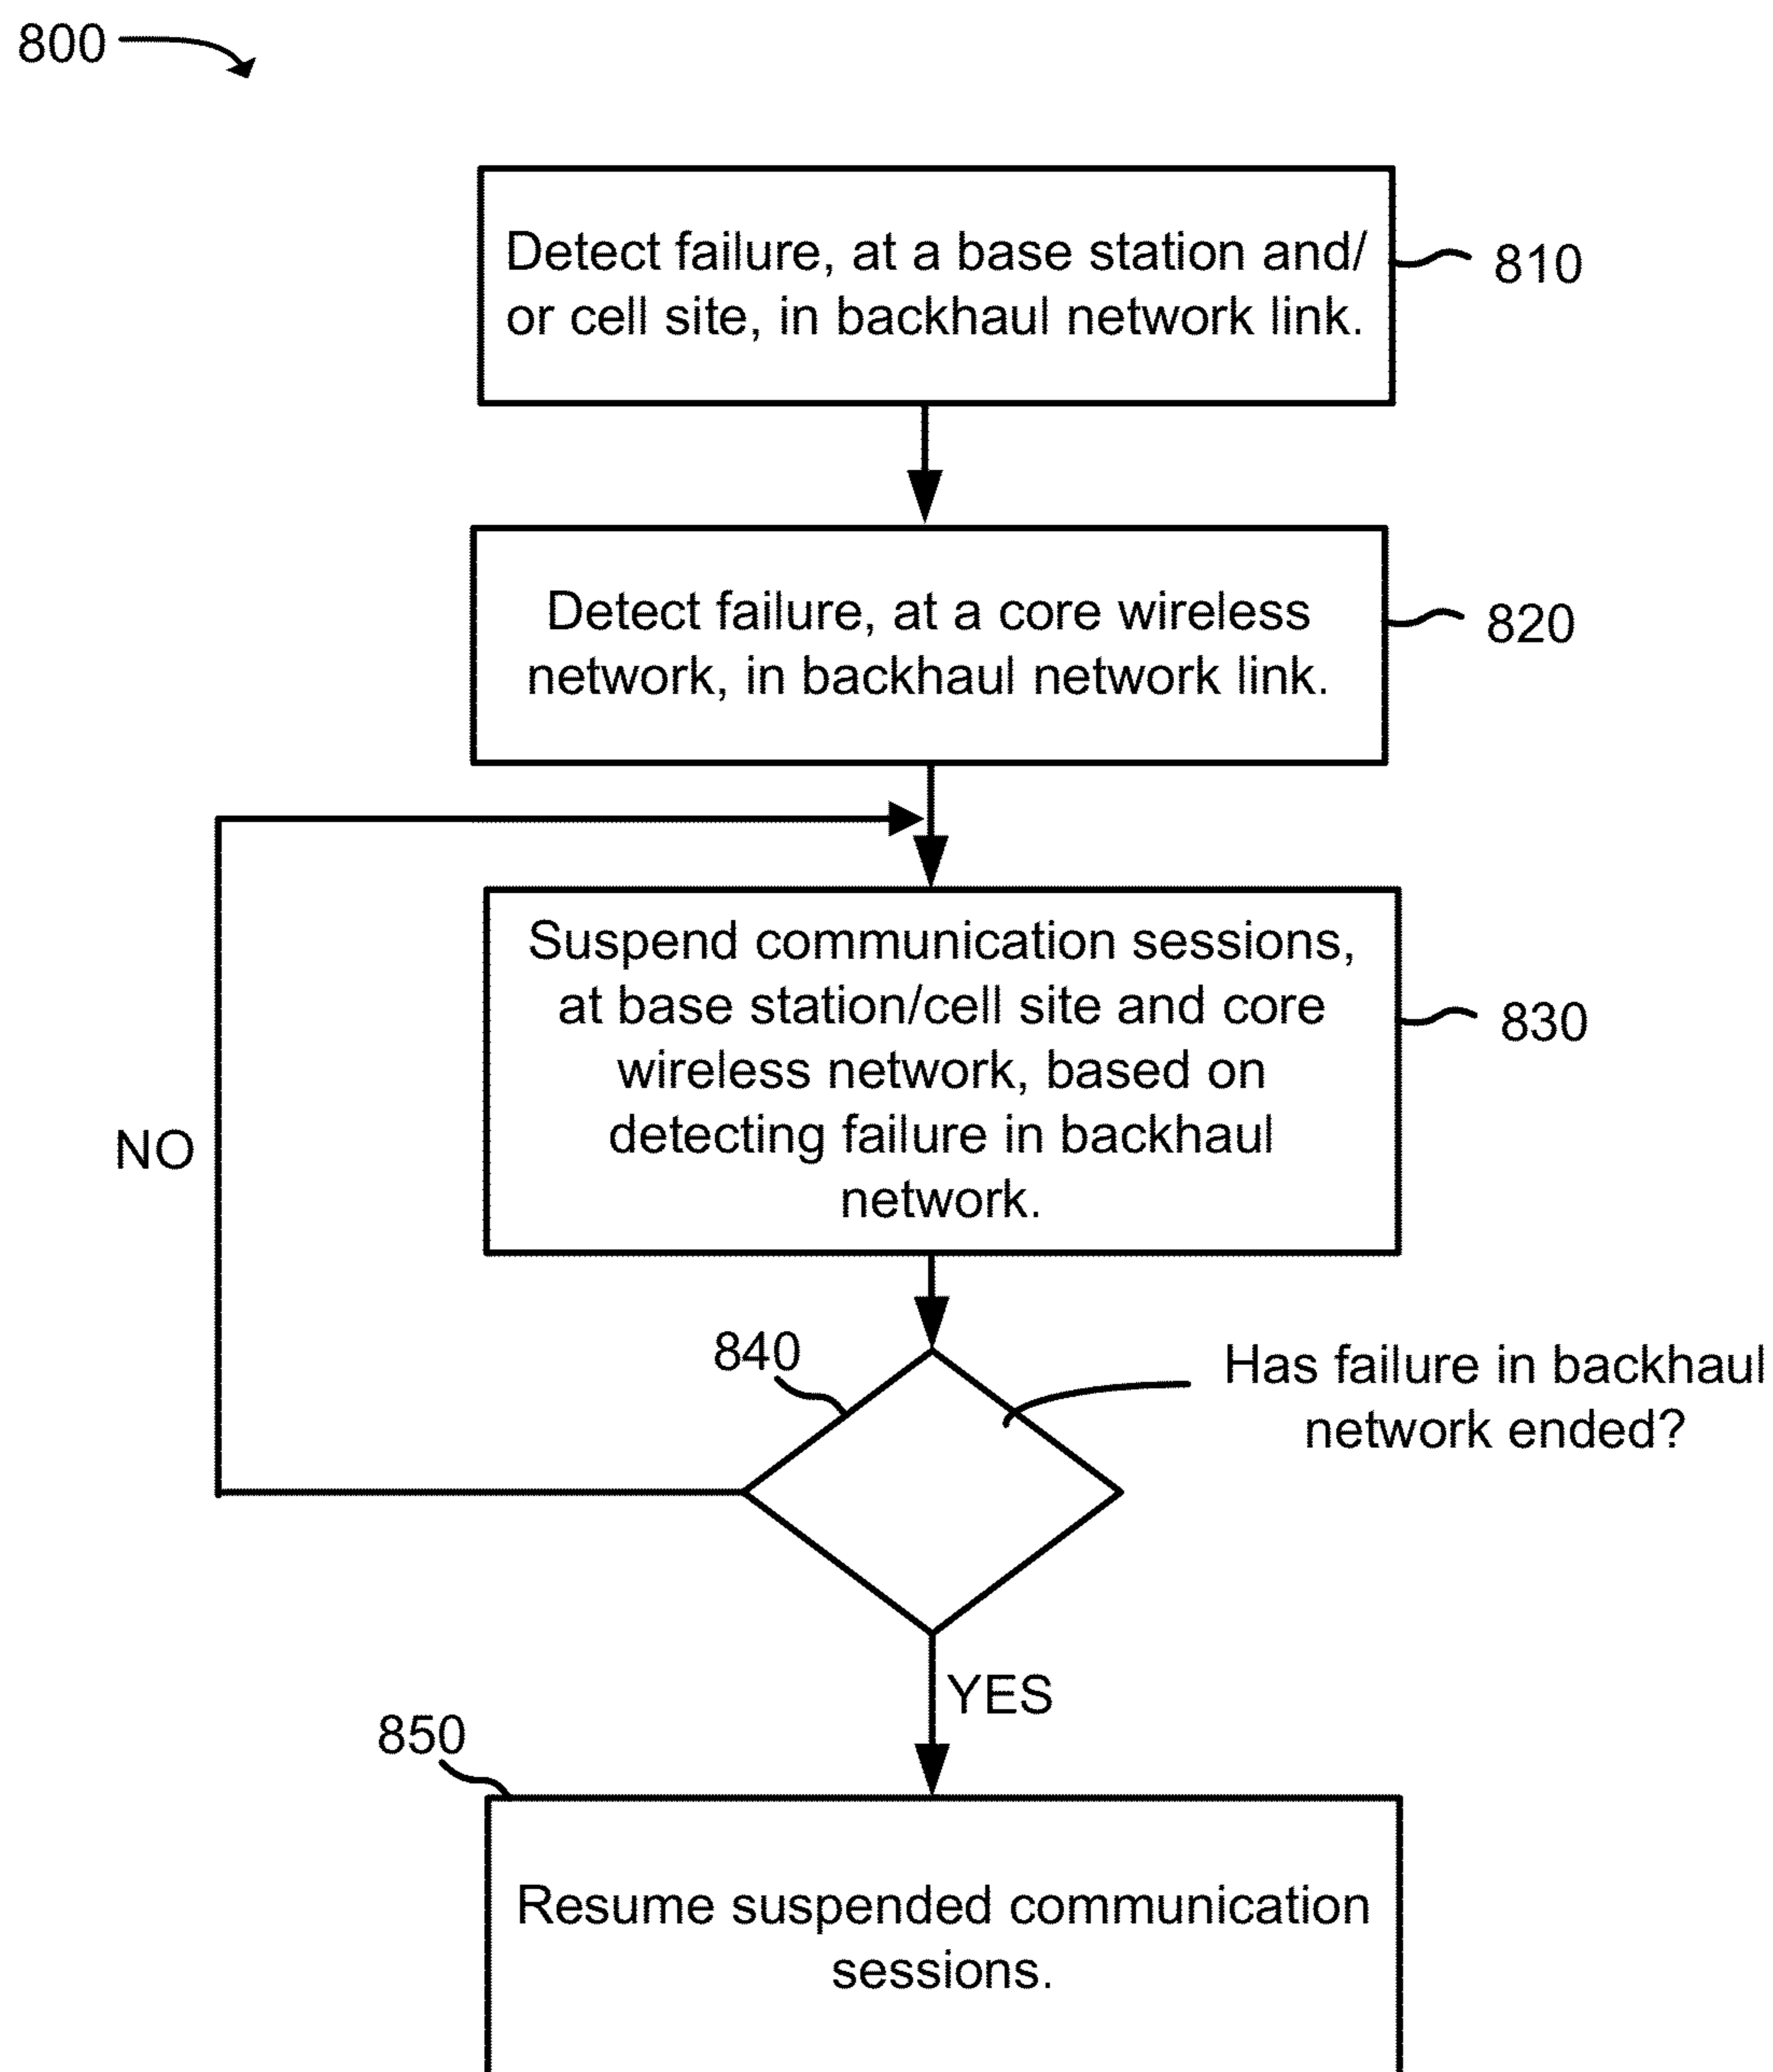 800
Detect failure, at a base station and/
or cell site, in backhaul network link.
810
Detect failure, at a core wireless
network, in backhaul network link.
820
Suspend communication sessions,
at base station/cell site and core
wireless network, based on
detecting failure in backhaul
network.
830
NO
840
Has failure in backhaul
network ended?
YES
850
Resume suspended communication
sessions.